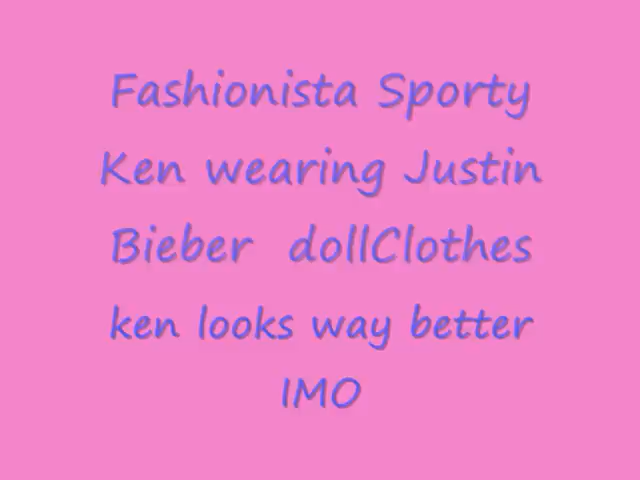 Fashionista Sporty
Ken wearing Justin
Bieber dollClothes
ken looks way better
IMO